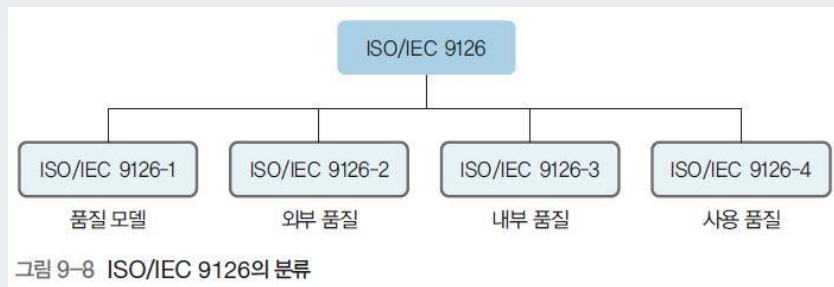 ISO/IEC 9126
ISO/IEC 9126-1
ISO/IEC 9126-2
ISO/IEC 9126-3
ISO/IEC 9126-4
품질 모델
외부 품질
내부 품질
사용 품질
그림 9-8 ISO/IEC 9126의 분류